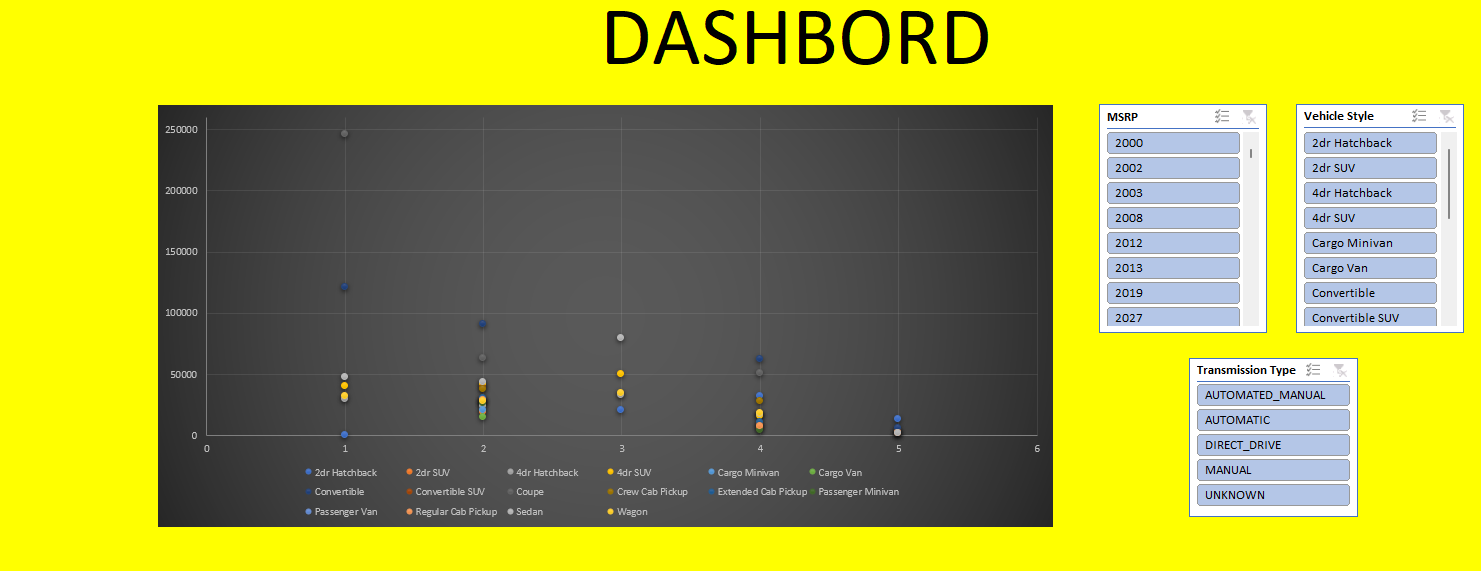 DASHBORD
250000
200000
150000
100000
50000
0
0 1 2 3 4 5 6
2dr Hatchback 2dr SUV 4dr Hatchback 4dr SUV Cargo Minivan Cargo Van
Convertible Convertible SUV Coupe Crew Cab Pickup Extended Cab Pickup Passenger Minivan
Passenger Van Regular Cab Pickup Sedan Wagon
MSRP
2000
2002
2003
2008
2012
2013
2019
2027
Vehicle Style
2dr Hatchback
2dr SUV
4dr Hatchback
4dr SUV
Cargo Minivan
Cargo Van
Convertible
Convertible SUV
Transmission Type
AUTOMATED_MANUAL
AUTOMATIC
DIRECT_DRIVE
MANUAL
UNKNOWN